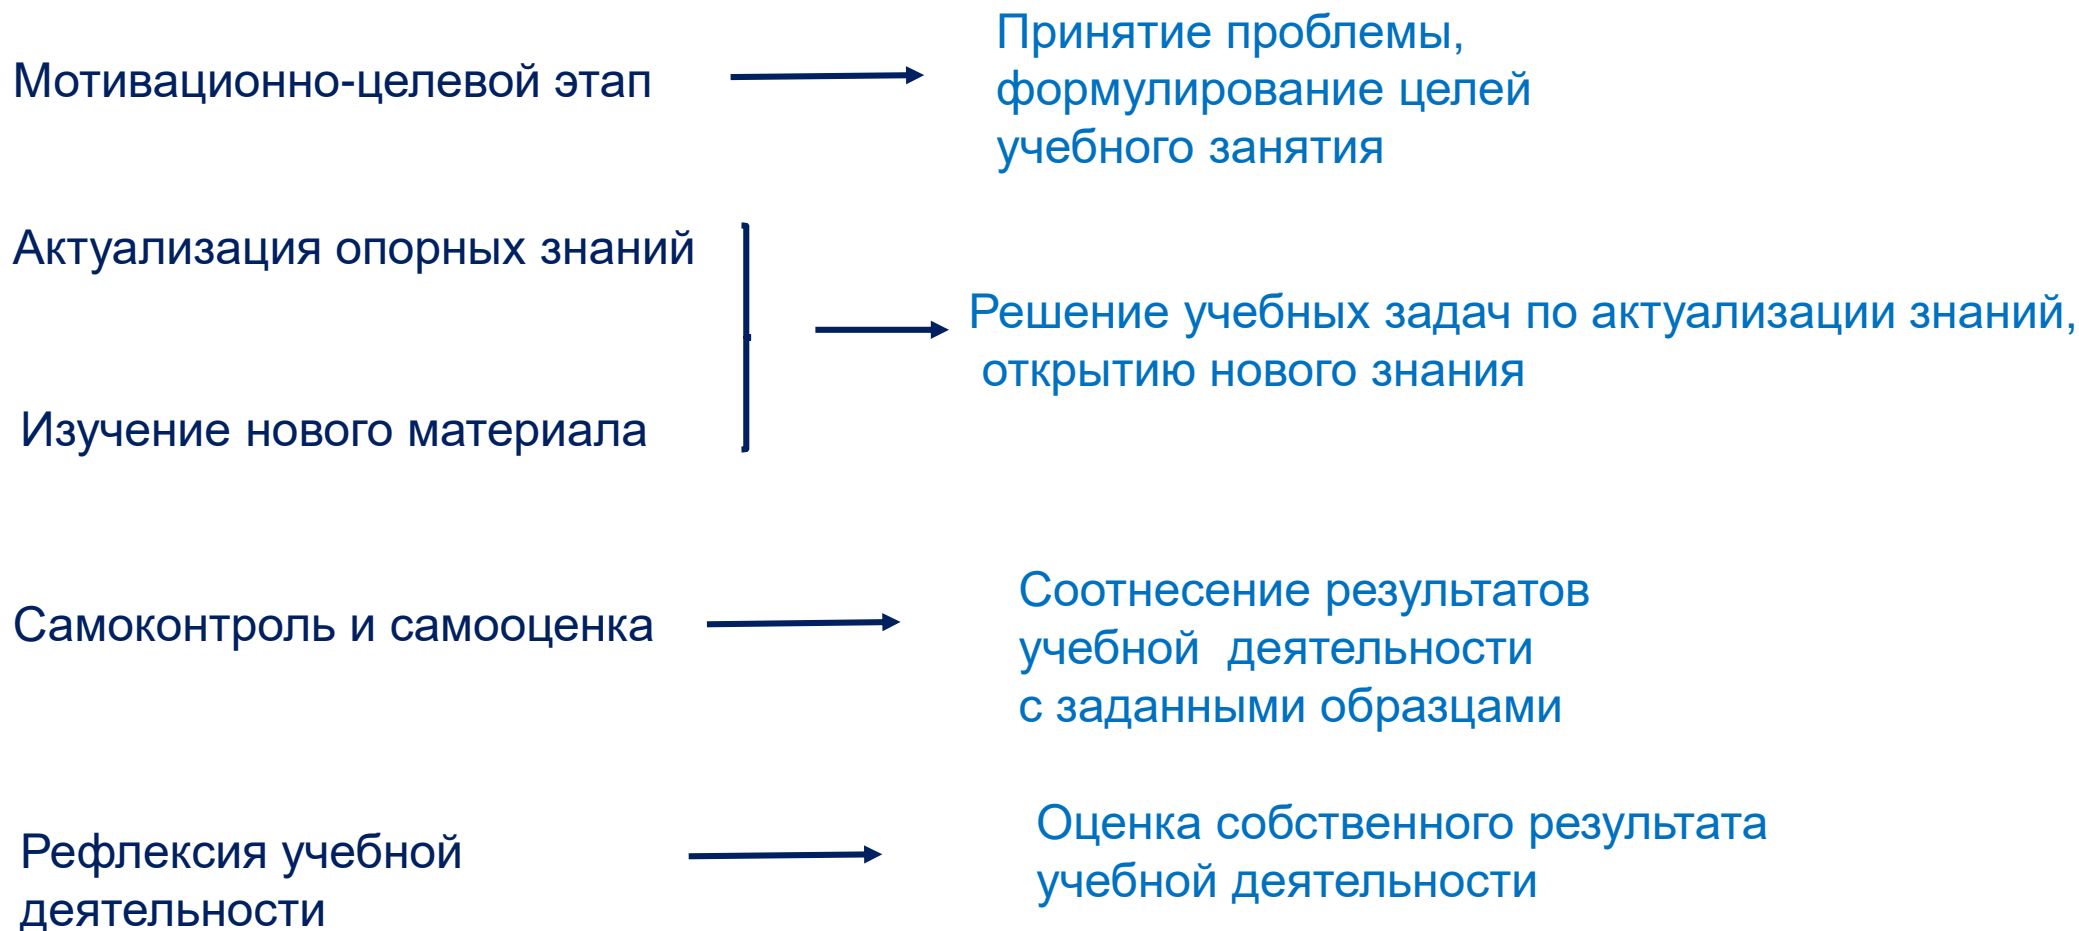 Мотивационно-целевой этап
Принятие проблемы,
формулирование целей
учебного занятия
Актуализация опорных знаний
Изучение нового материала
Решение учебных задач по актуализации знаний,
открытию нового знания
Самоконтроль и самооценка
Соотнесение результатов
учебной  деятельности
с заданными образцами
Рефлексия учебной
деятельности
Оценка собственного результата
учебной деятельности